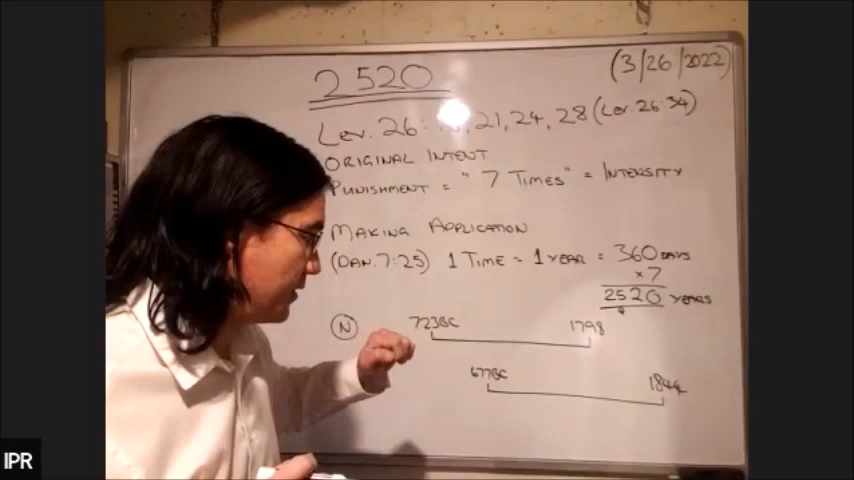 2520
(3/26/2022)
Lev. 26: 21, 24, 28 (Lev. 26:34)
ORIGINAL INTENT
PUNISHMENT = "7 TIMES" = INTENSITY
MAKING APPLICATION
(DAN. 7:25) 1 TIME = 1 YEAR = 360 DAYS
×7
2520 YEARS
N 723BC 1798
677BC 1844
IPR